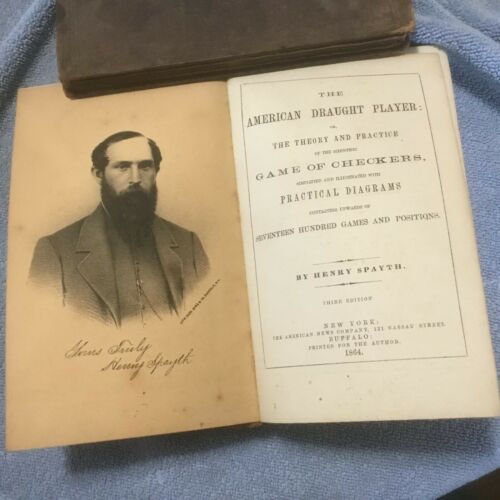 Yours Truly
Henry Spayth
THE
AMERICAN DRAUGHT PLAYER:
OR,
THE THEORY AND PRACTICE
OF THE SCIENTIFIC
GAME OF CHECKERS,
SIMPLIFIED AND ILLUSTRATED WITH
PRACTICAL DIAGRAMS
CONTAINING UPWARDS OF
SEVENTEEN HUNDRED GAMES AND POSITIONS.
BY HENRY SPAYTH.
THIRD EDITION
NEW YORK:
THE AMERICAN NEWS COMPANY, 121 NASSAU STREET.
BUFFALO:
PRINTED FOR THE AUTHOR.
1864.